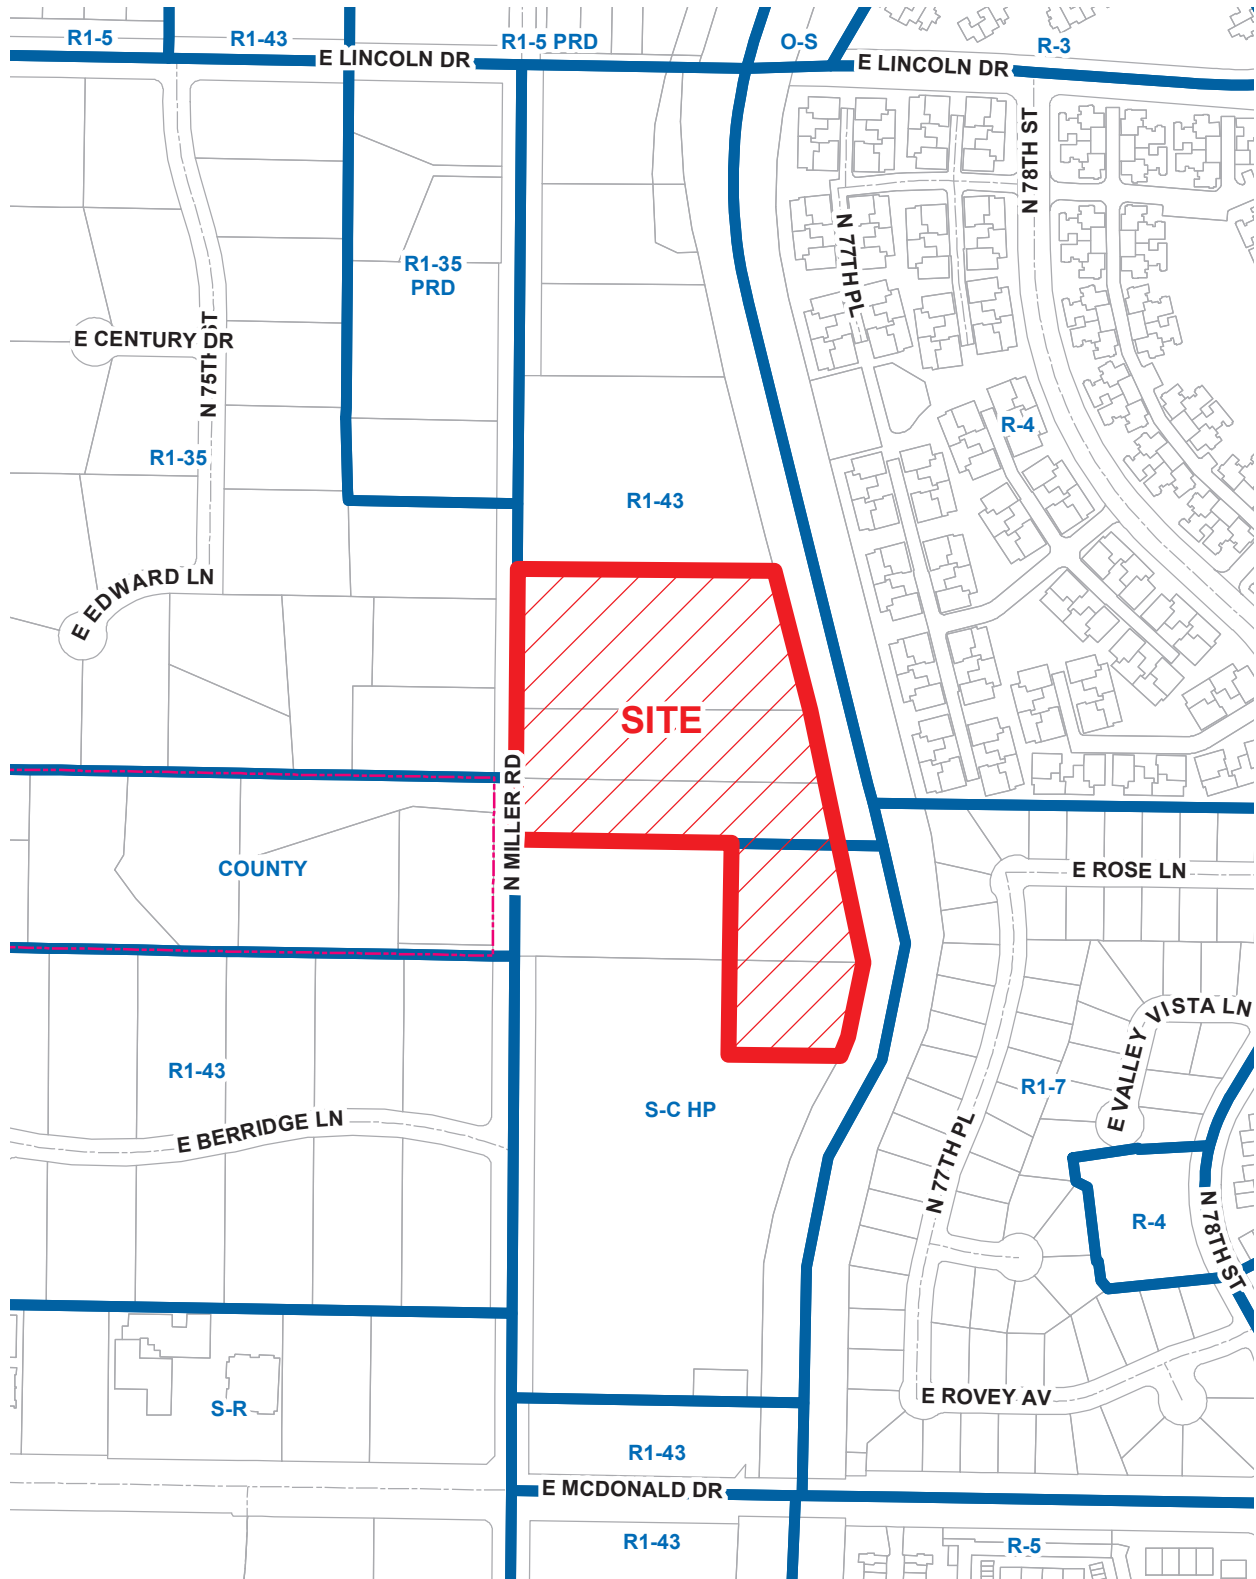 R1-5
R1-43
R1-5 PRD
O-S
R-3
E LINCOLN DR
E LINCOLN DR
N 78TH ST
N 77TH PL
R1-35
PRD
E CENTURY DR
N 75TH ST
R-4
R1-35
R1-43
E EDWARD LN
SITE
N MILLER RD
COUNTY
E ROSE LN
E VALLEY VISTA LN
R1-43
R1-7
S-C HP
E BERRIDGE LN
N 77TH PL
R-4
N 78TH ST
E ROVEY AV
S-R
R1-43
E MCDONALD DR
R1-43
R-5